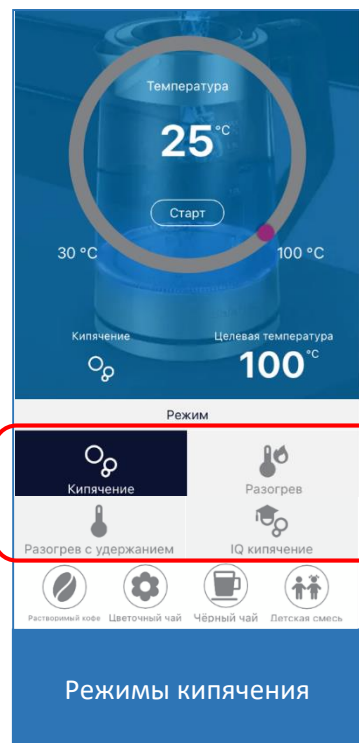 Температура
25°C
Старт
30 °C 100 °C
Кипячение Целевая температура
100°C
Режим
Кипячение Разогрев
Разогрев с удержанием IQ кипячение
Растворимый кофе Цветочный чай Чёрный чай Детская смесь
Режимы кипячения